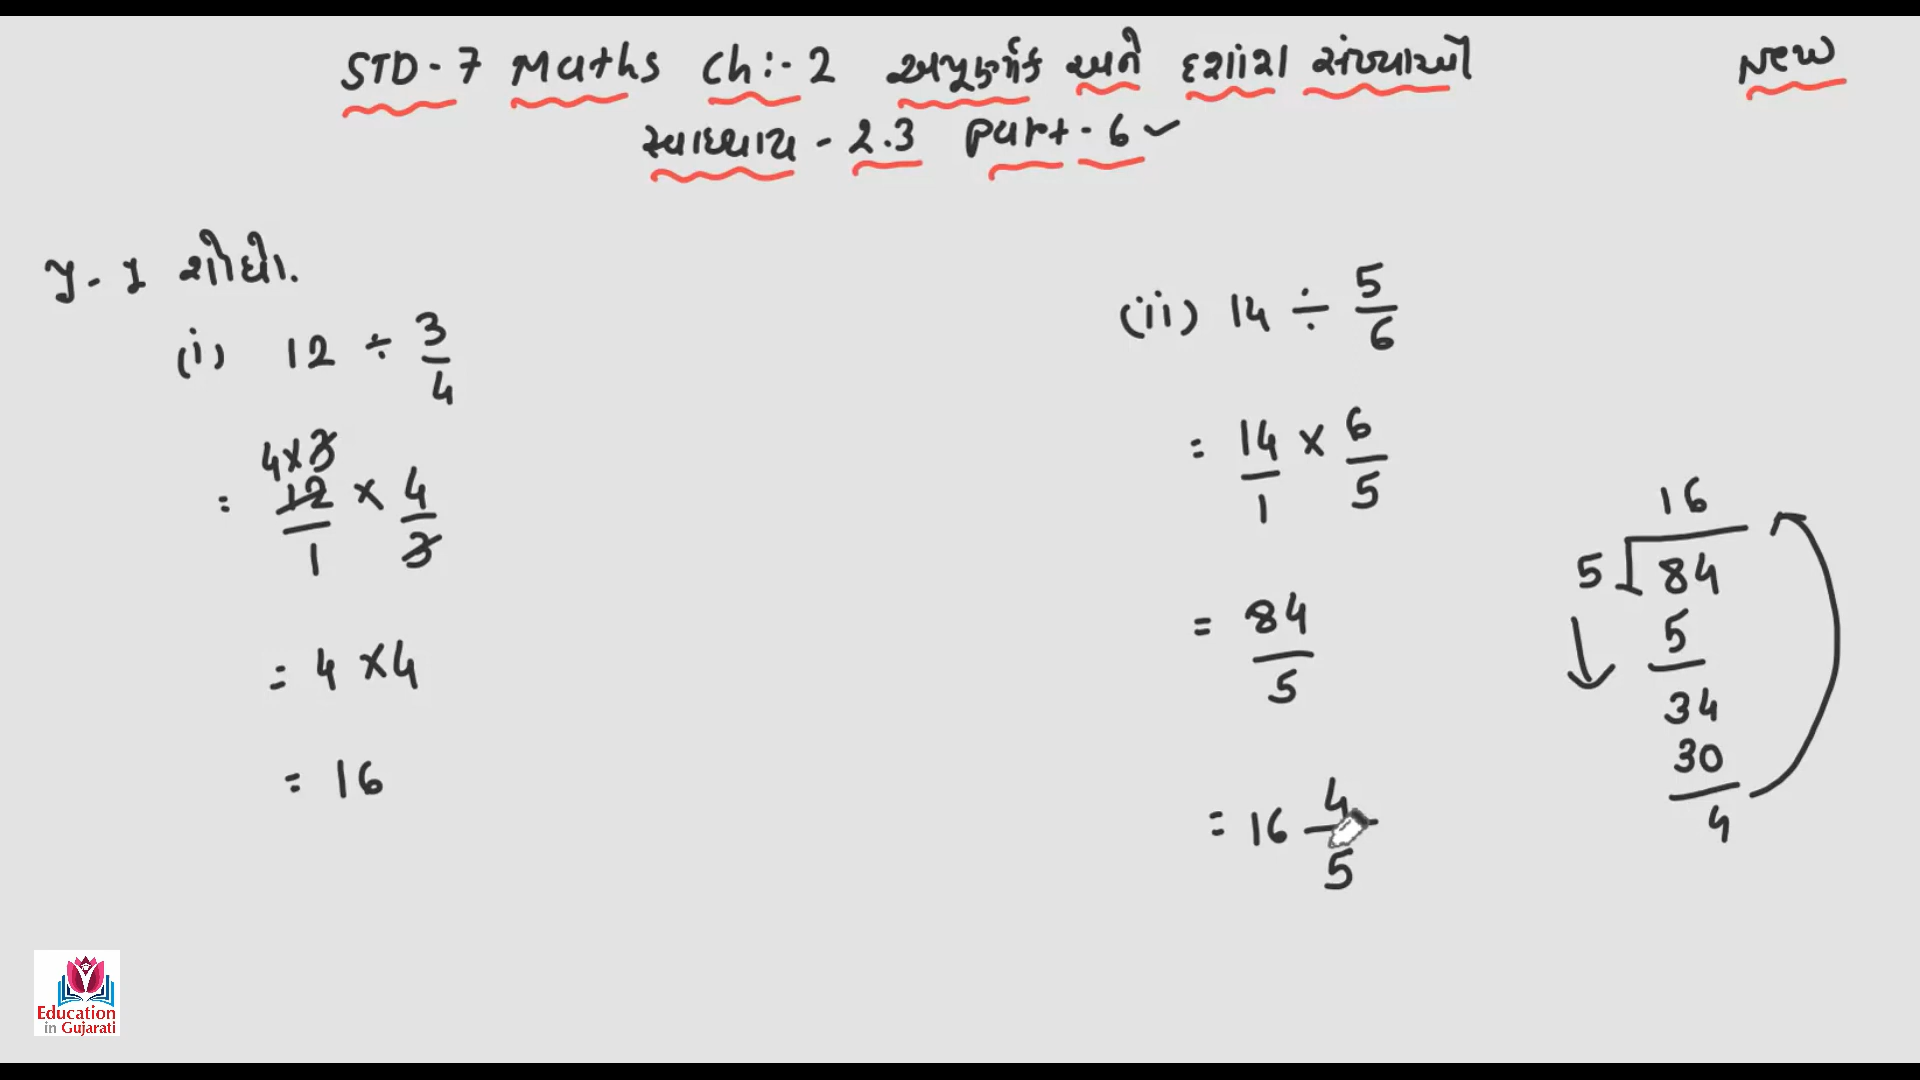 STD-7 Maths Ch:-2 અપૂર્ણાંક અને દશાંશ સંખ્યાઓ New
સ્વાધ્યાય - 2.3 Part-6 ✓
પ્ર-1 શોધો.
(i) 12 ÷ 3/4
4×3
= 12/1 × 4/3
= 4 × 4
= 16
(ii) 14 ÷ 5/6
= 14/1 × 6/5
= 84/5
= 16 4/5
16
5 84
5
34
30
4
Education
in Gujarati